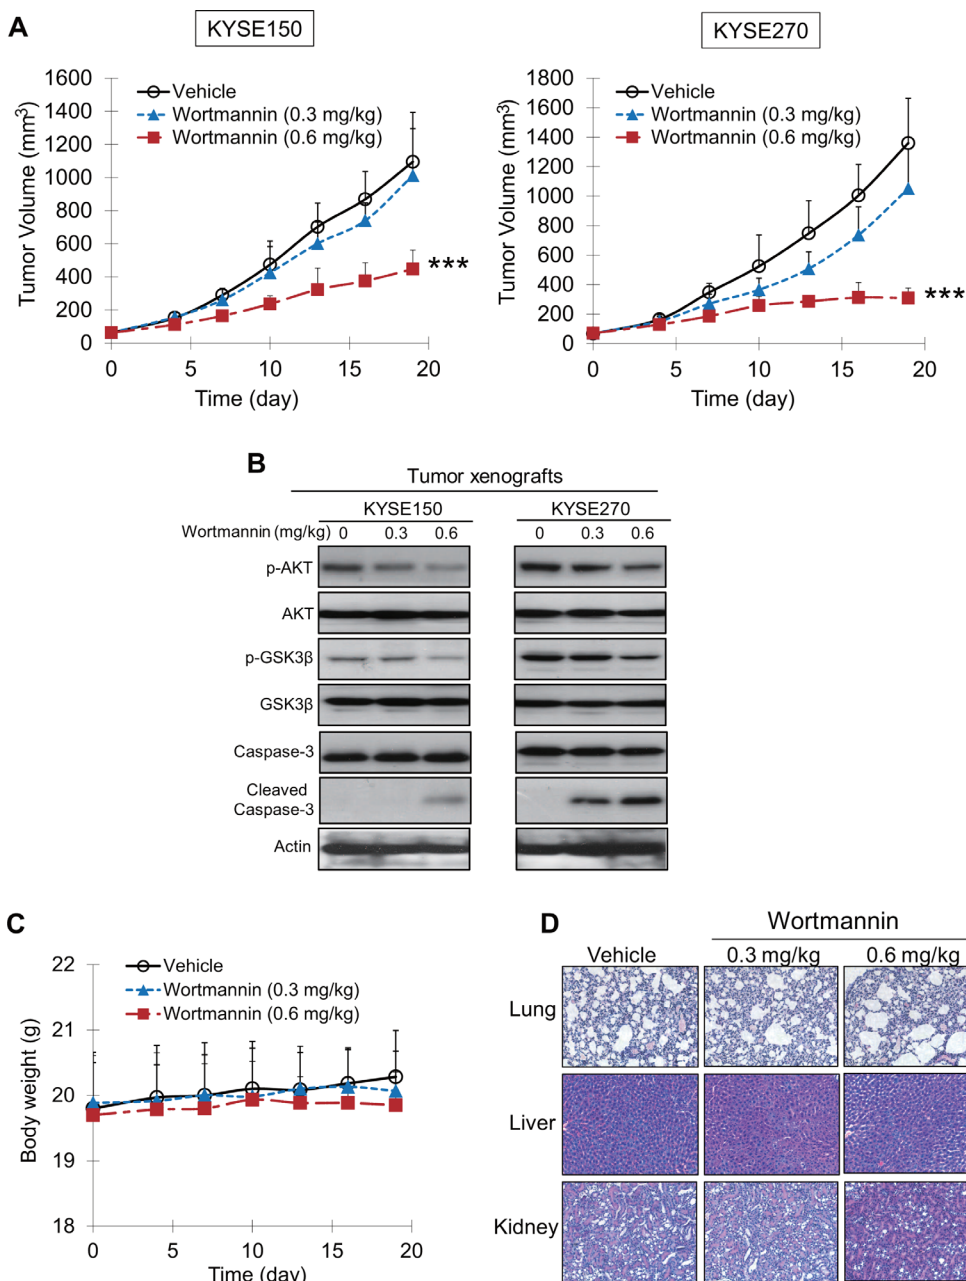 A
KYSE150
KYSE270
Tumor Volume (mm3)
1600
1400
1200
1000
800
600
400
200
0
Vehicle
Wortmannin (0.3 mg/kg)
Wortmannin (0.6 mg/kg)
***
0 5 10 15 20
Time (day)
Tumor Volume (mm3)
1800
1600
1400
1200
1000
800
600
400
200
0
Vehicle
Wortmannin (0.3 mg/kg)
Wortmannin (0.6 mg/kg)
***
0 5 10 15 20
Time (day)
B
Tumor xenografts
KYSE150 KYSE270
Wortmannin (mg/kg) 0 0.3 0.6 0 0.3 0.6
p-AKT
AKT
p-GSK3β
GSK3β
Caspase-3
Cleaved
Caspase-3
Actin
C
Body weight (g)
22
21
20
19
18
Vehicle
Wortmannin (0.3 mg/kg)
Wortmannin (0.6 mg/kg)
0 5 10 15 20
Time (day)
D
Wortmannin
Vehicle 0.3 mg/kg 0.6 mg/kg
Lung
Liver
Kidney